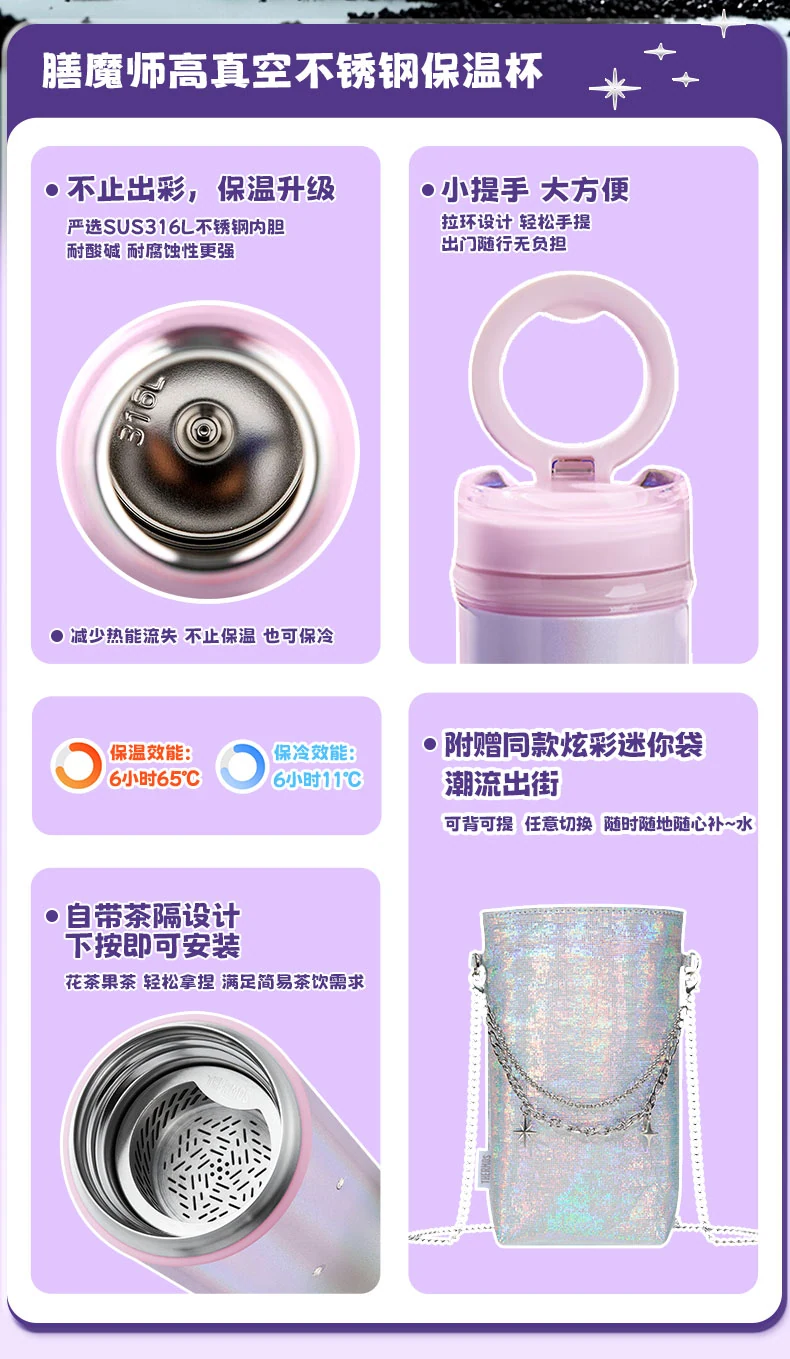 膳魔师高真空不锈钢保温杯
不止出彩，保温升级
严选SUS316L不锈钢内胆
耐酸碱 耐腐蚀性更强
316L
减少热能流失 不止保温 也可保冷
小提手 大方便
拉环设计 轻松手提
出门随行无负担
保温效能：
6小时65℃
保冷效能：
6小时11℃
附赠同款炫彩迷你袋
潮流出街
可背可提 任意切换 随时随地随心补~水
THERMOS
自带茶隔设计
下按即可安装
花茶果茶 轻松拿捏 满足简易茶饮需求
THERMOS